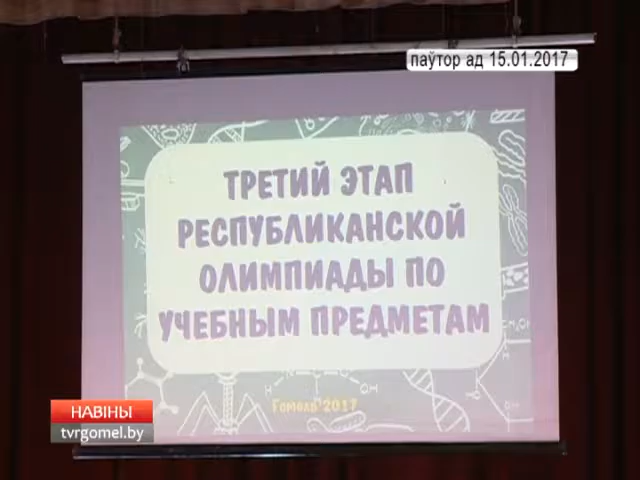 паўтор ад 15.01.2017
ТРЕТИЙ ЭТАП
РЕСПУБЛИКАНСКОЙ
ОЛИМПИАДЫ ПО
УЧЕБНЫМ ПРЕДМЕТАМ
Гомель'2017
НАВІНЫ
tvrgomel.by